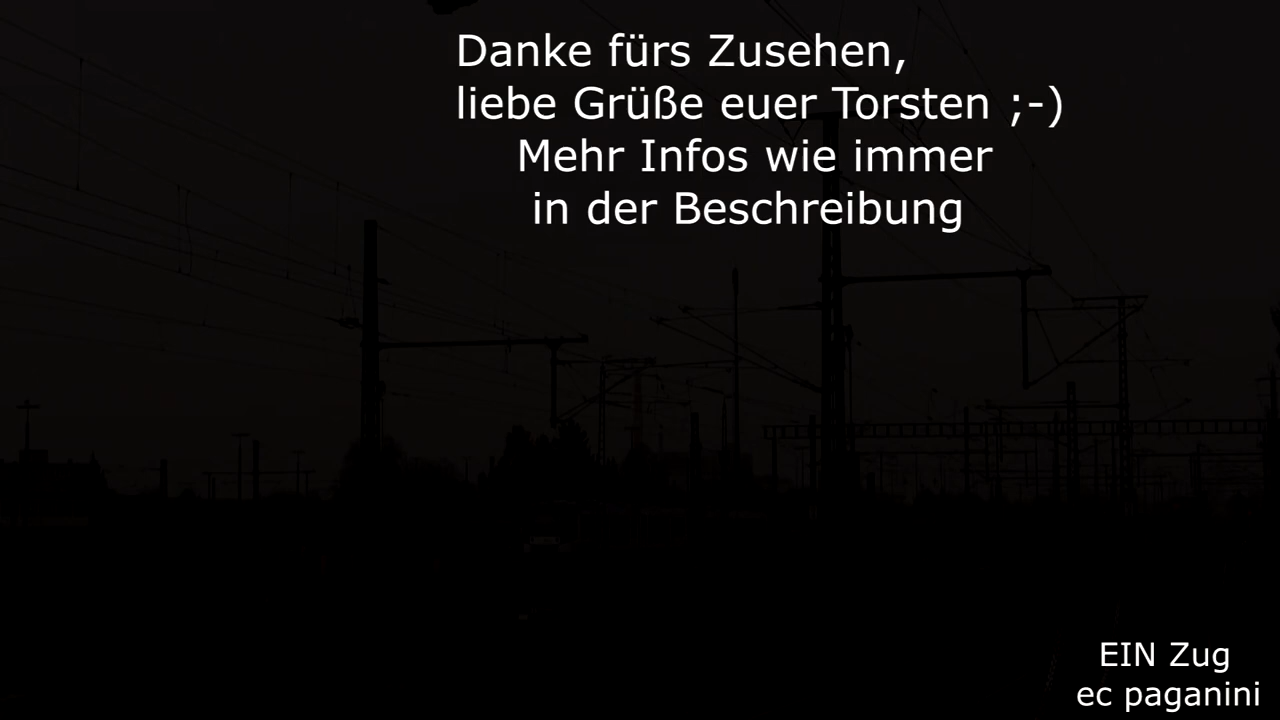 Danke fürs Zusehen,
liebe Grüße euer Torsten ;-)
Mehr Infos wie immer
in der Beschreibung
EIN Zug
ec paganini